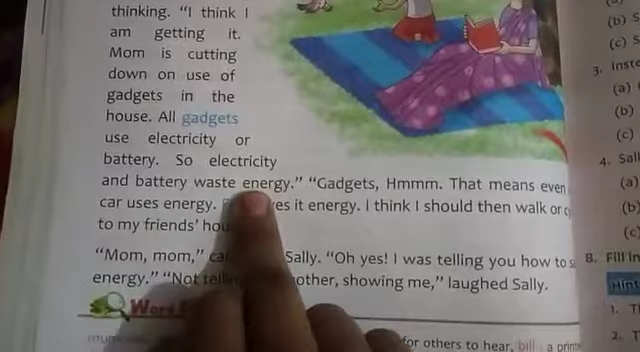 thinking. “I think I
am getting it.
Mom is cutting
down on use of
gadgets in the
house. All gadgets
use electricity or
battery. So electricity
and battery waste energy.” “Gadgets, Hmmm. That means even
car uses energy. it energy. I think I should then walk or
to my friends’
“Mom, mom,” Sally. “Oh yes! I was telling you how to
energy.” “Not showing me,” laughed Sally.
Word
for others to hear, bill : a
(b) S
(c) S
3. Inste
(a)
(b)
(c)
4. Sall
(a)
(b)
(c)
B. Fill in
Hint
1. T
2. T